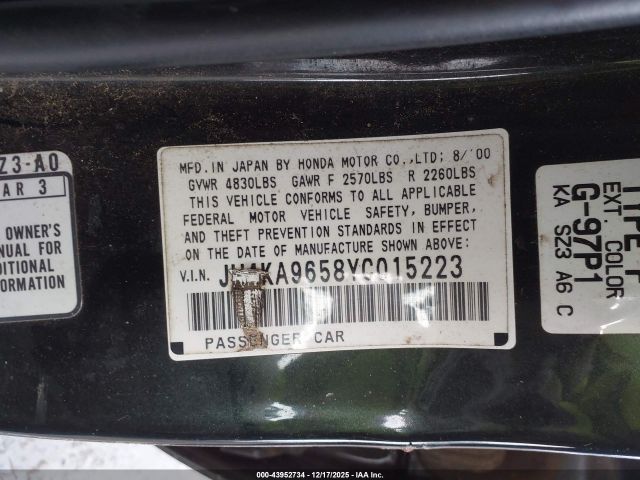 Z3-A0
AR 3
OWNER'S
NUAL FOR
DITIONAL
ORMATION.
MFD. IN JAPAN BY HONDA MOTOR CO., LTD; 8/'00
GVWR 4830LBS GAWR F 2570LBS R 2260LBS
THIS VEHICLE CONFORMS TO ALL APPLICABLE
FEDERAL MOTOR VEHICLE SAFETY, BUMPER,
AND THEFT PREVENTION STANDARDS IN EFFECT
ON THE DATE OF MANUFACTURE SHOWN ABOVE:
V.I.N. KA9658YC015223
PASSENGER CAR
TYPE F
EXT. COLOR
G-97P1
KA SZ3 A6 C
000-43952734 - 12/17/2025 - IAA Inc.